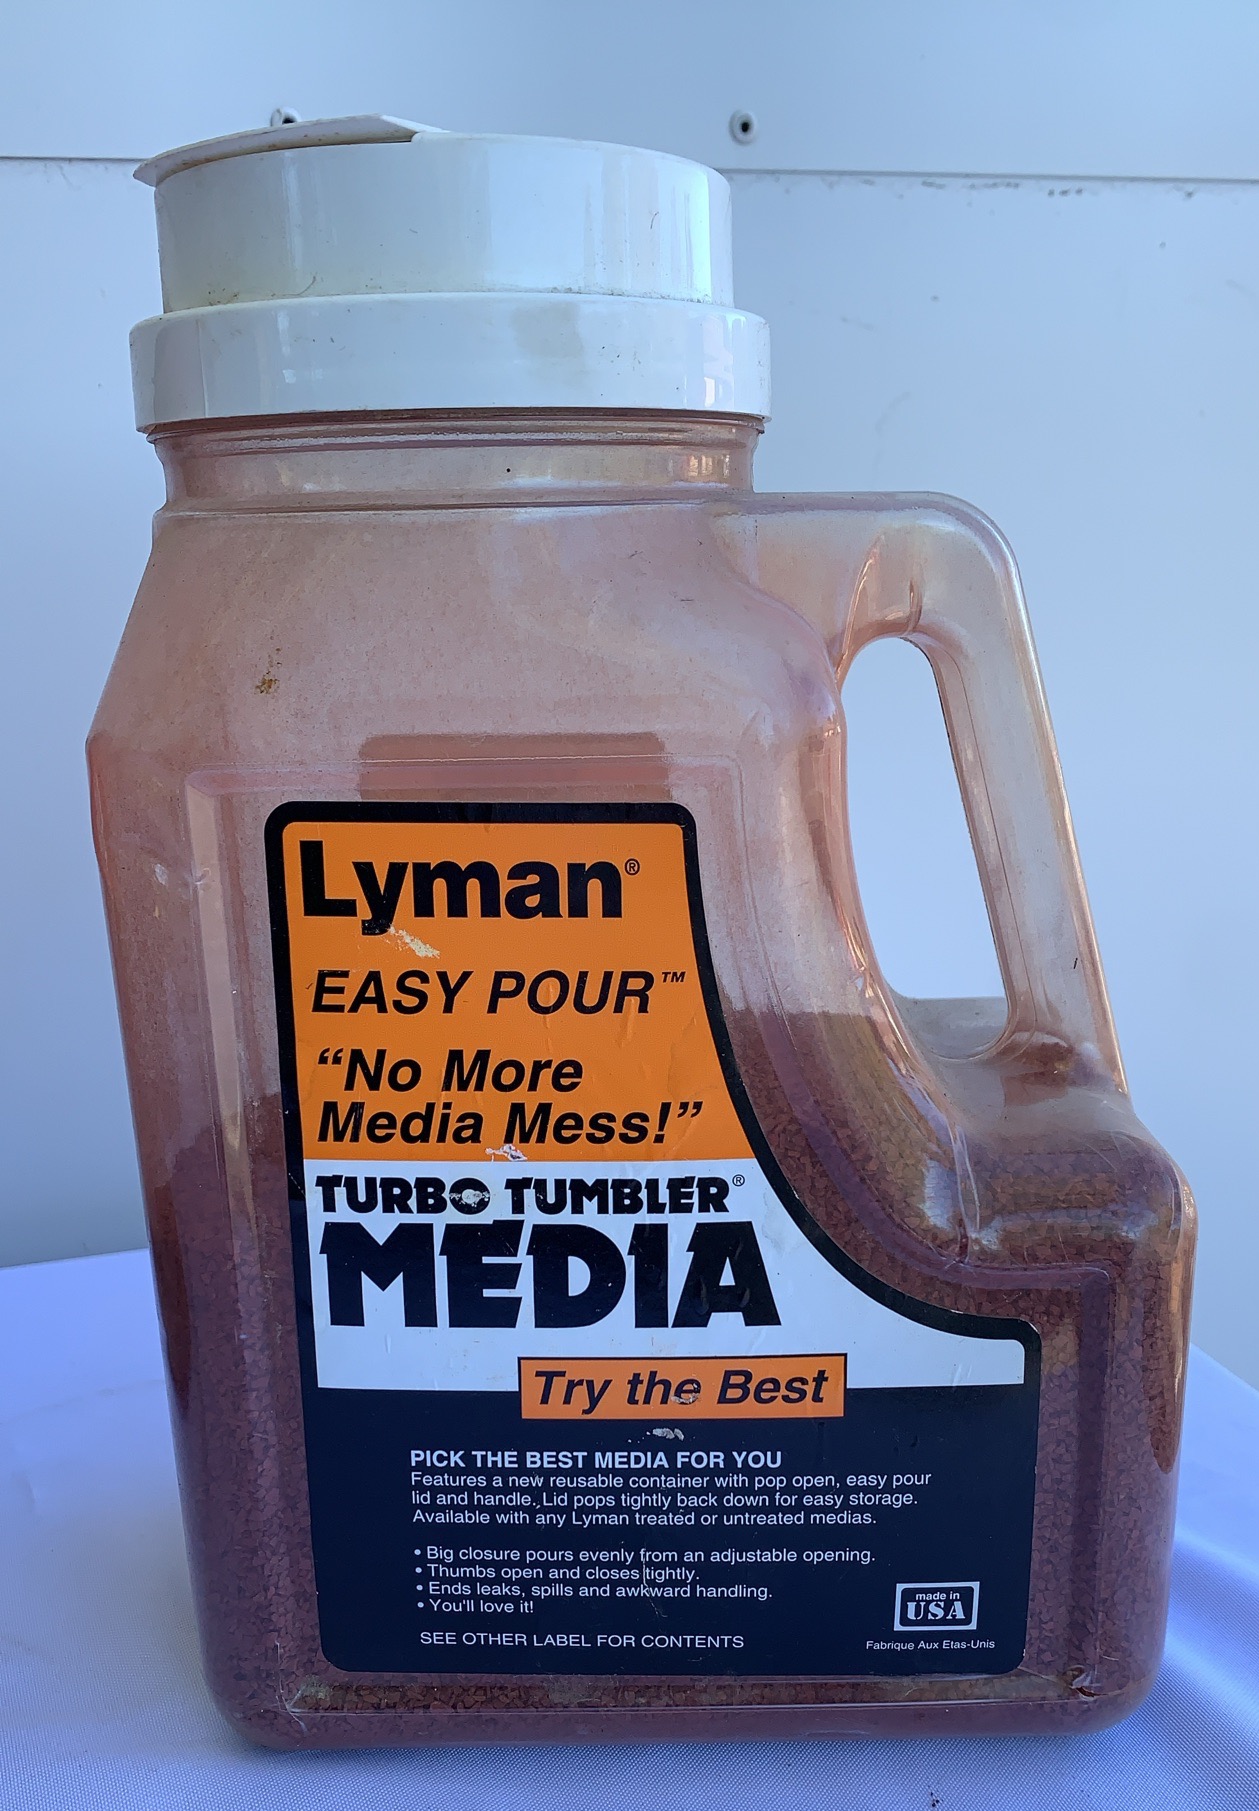 Lyman®
EASY POUR™
“No More
Media Mess!”
TURBO TUMBLER®
MEDIA
Try the Best
PICK THE BEST MEDIA FOR YOU
Features a new reusable container with pop open, easy pour
lid and handle. Lid pops tightly back down for easy storage.
Available with any Lyman treated or untreated medias.
• Big closure pours evenly from an adjustable opening.
• Thumbs open and closes tightly.
• Ends leaks, spills and awkward handling.
• You'll love it!
SEE OTHER LABEL FOR CONTENTS
made in
USA
Fabrique Aux Etas-Unis